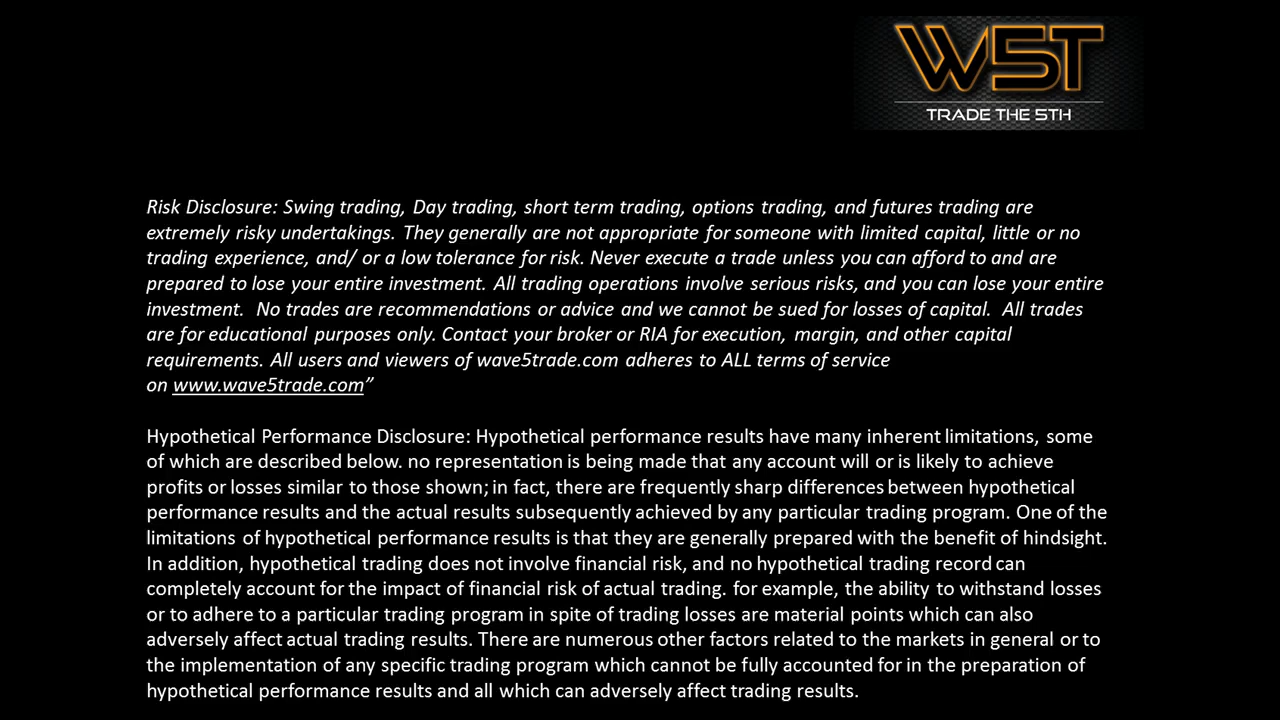 W5T
TRADE THE 5TH
Risk Disclosure: Swing trading, Day trading, short term trading, options trading, and futures trading are
extremely risky undertakings. They generally are not appropriate for someone with limited capital, little or no
trading experience, and/ or a low tolerance for risk. Never execute a trade unless you can afford to and are
prepared to lose your entire investment. All trading operations involve serious risks, and you can lose your entire
investment. No trades are recommendations or advice and we cannot be sued for losses of capital. All trades
are for educational purposes only. Contact your broker or RIA for execution, margin, and other capital
requirements. All users and viewers of wave5trade.com adheres to ALL terms of service
on www.wave5trade.com”
Hypothetical Performance Disclosure: Hypothetical performance results have many inherent limitations, some
of which are described below. no representation is being made that any account will or is likely to achieve
profits or losses similar to those shown; in fact, there are frequently sharp differences between hypothetical
performance results and the actual results subsequently achieved by any particular trading program. One of the
limitations of hypothetical performance results is that they are generally prepared with the benefit of hindsight.
In addition, hypothetical trading does not involve financial risk, and no hypothetical trading record can
completely account for the impact of financial risk of actual trading. for example, the ability to withstand losses
or to adhere to a particular trading program in spite of trading losses are material points which can also
adversely affect actual trading results. There are numerous other factors related to the markets in general or to
the implementation of any specific trading program which cannot be fully accounted for in the preparation of
hypothetical performance results and all which can adversely affect trading results.